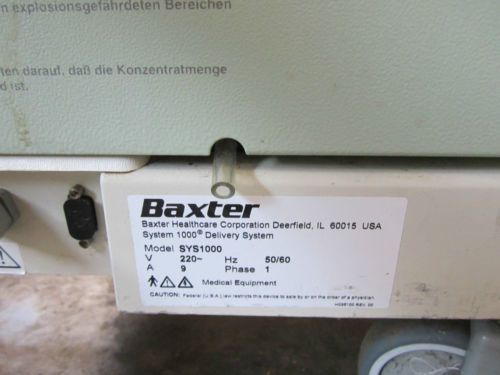 n explosionsgefährdeten Bereichen
ten darauf, daß die Konzentratmenge
d ist.
Baxter
Baxter Healthcare Corporation Deerfield, IL 60015 USA
System 1000® Delivery System
Model SYS1000
V 220~ Hz 50/60
A 9 Phase 1
Medical Equipment
CAUTION: Federal (U.S.A.) law restricts this device to sale by or on the order of a physician.